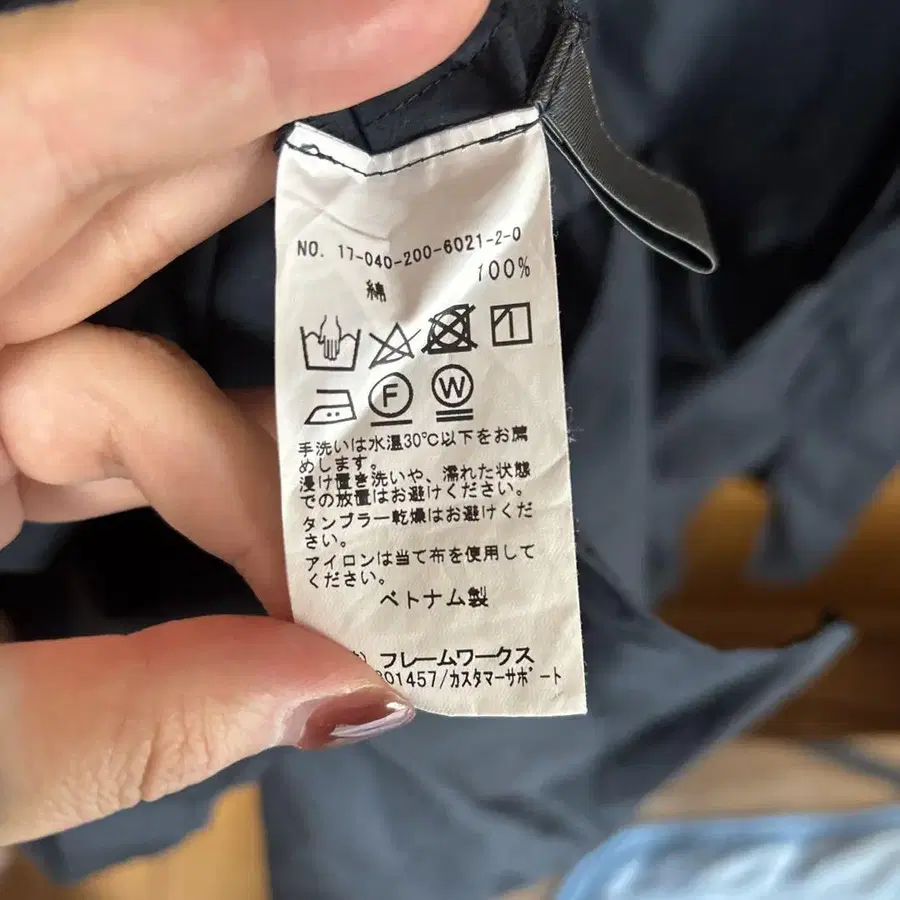 NO. 17-040-200-6021-2-0
綿 100%
F W
手洗いは水温30℃以下をお薦
めします。
浸け置き洗いや、濡れた状態
での放置はお避けください。
タンブラー乾燥はお避けくだ
さい。
アイロンは当て布を使用して
ください。
ベトナム製
フレームワークス
01457/カスタマーサポート